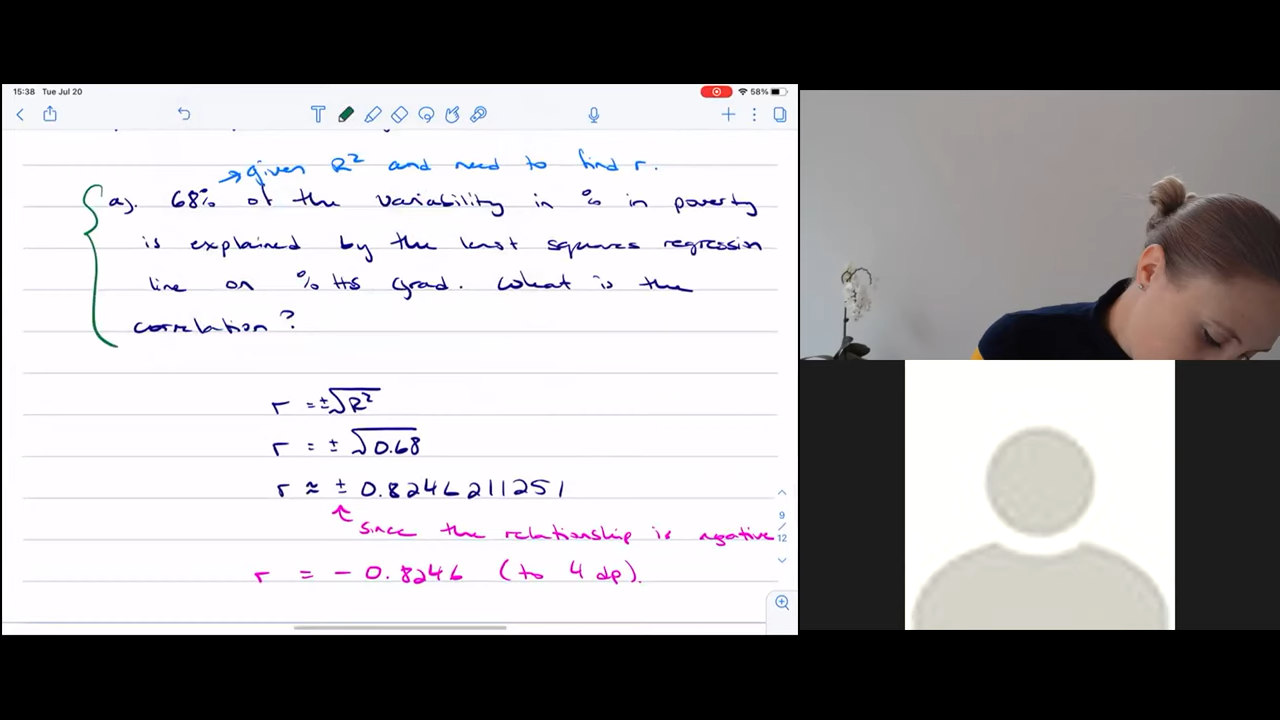 15:38 Tue Jul 20
58%
→ given R² and need to find r.
a). 68% of the variability in % in poverty
is explained by the least squares regression
line on % HS grad. What is the
correlation?
r = ±√R²
r = ± √0.68
r ≈ ± 0.8246211251
since the relationship is negative
r = - 0.8246 (to 4 dp).
9
/
12